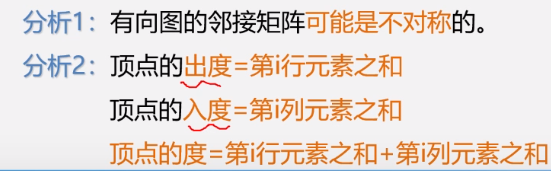 分析1：有向图的邻接矩阵可能是不对称的。
分析2：顶点的出度=第i行元素之和
顶点的入度=第i列元素之和
顶点的度=第i行元素之和+第i列元素之和